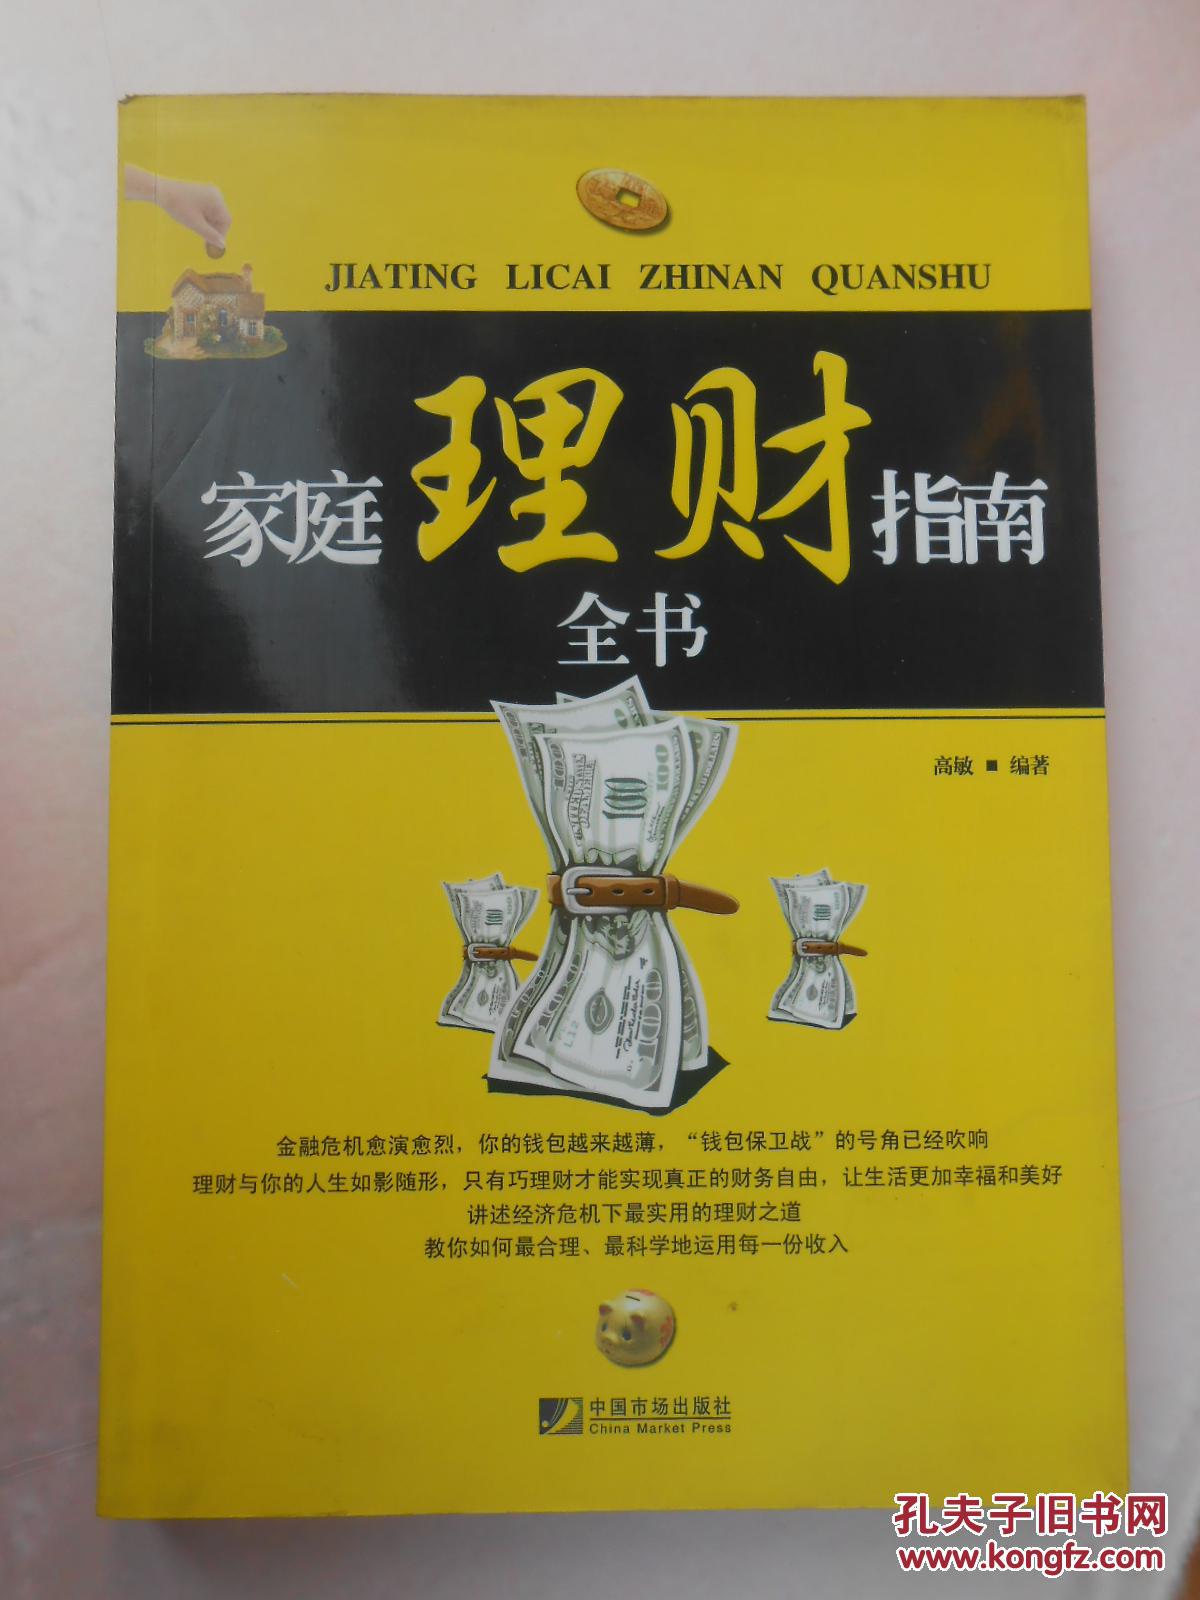 JIATING LICAI ZHINAN QUANSHU
家庭理财指南
全书
高敏 ■ 编著
金融危机愈演愈烈，你的钱包越来越薄，“钱包保卫战”的号角已经吹响
理财与你的人生如影随形，只有巧理财才能实现真正的财务自由，让生活更加幸福和美好
讲述经济危机下最实用的理财之道
教你如何最合理、最科学地运用每一份收入
中国市场出版社
China Market Press
孔夫子旧书网
www.kongfz.com